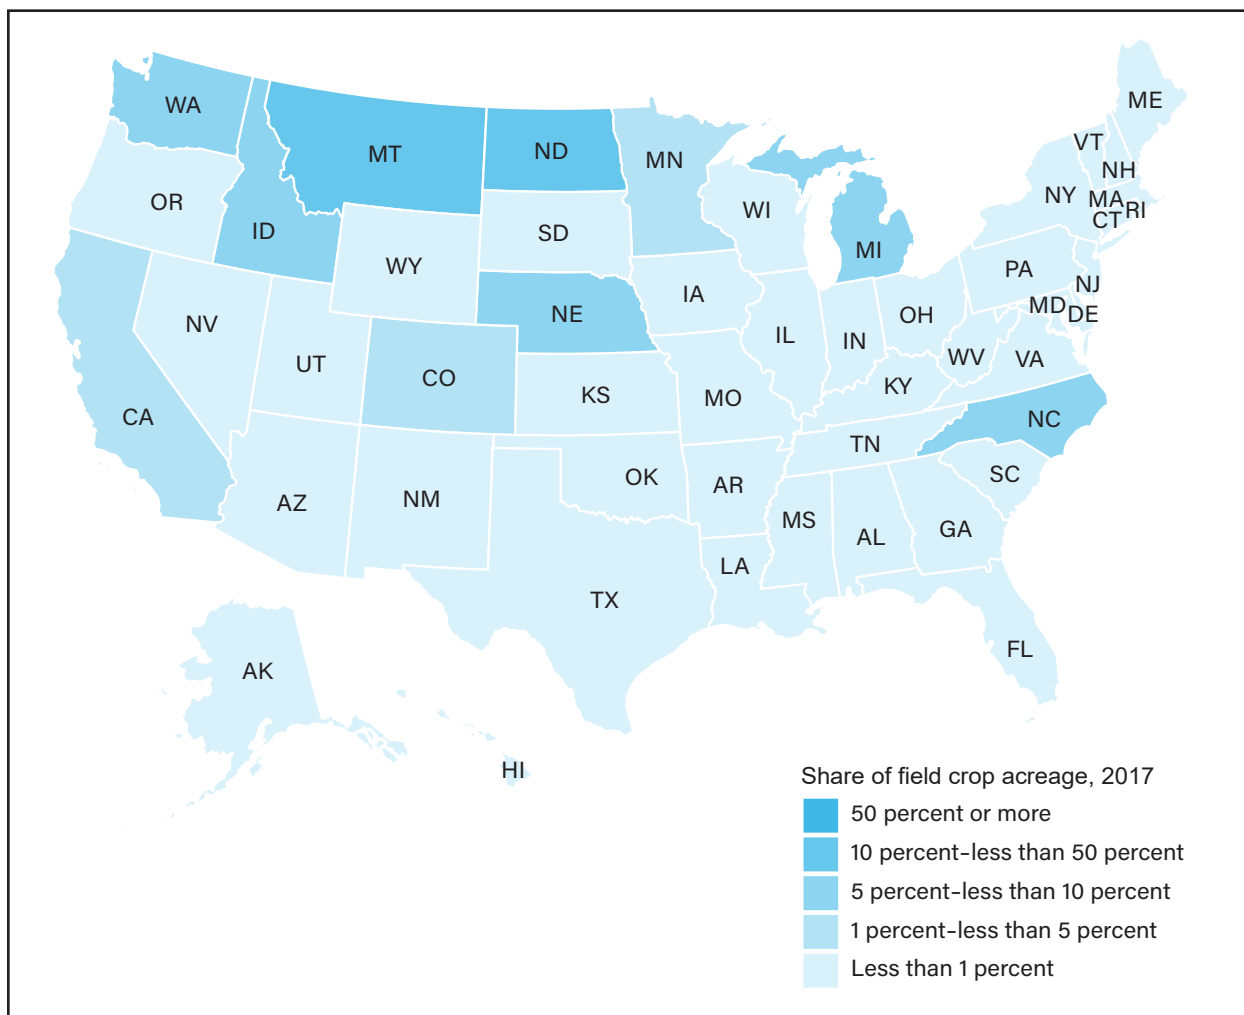 ME
WA
VT
MT
ND
MN
NH
NY
MA
RI
OR
WI
CT
ID
SD
MI
WY
PA
NJ
IA
MD
DE
NE
OH
NV
IL
IN
WV
VA
UT
CO
KY
KS
MO
CA
NC
TN
OK
SC
AR
AZ
NM
MS
GA
AL
LA
TX
FL
AK
HI
Share of field crop acreage, 2017
50 percent or more
10 percent–less than 50 percent
5 percent–less than 10 percent
1 percent–less than 5 percent
Less than 1 percent